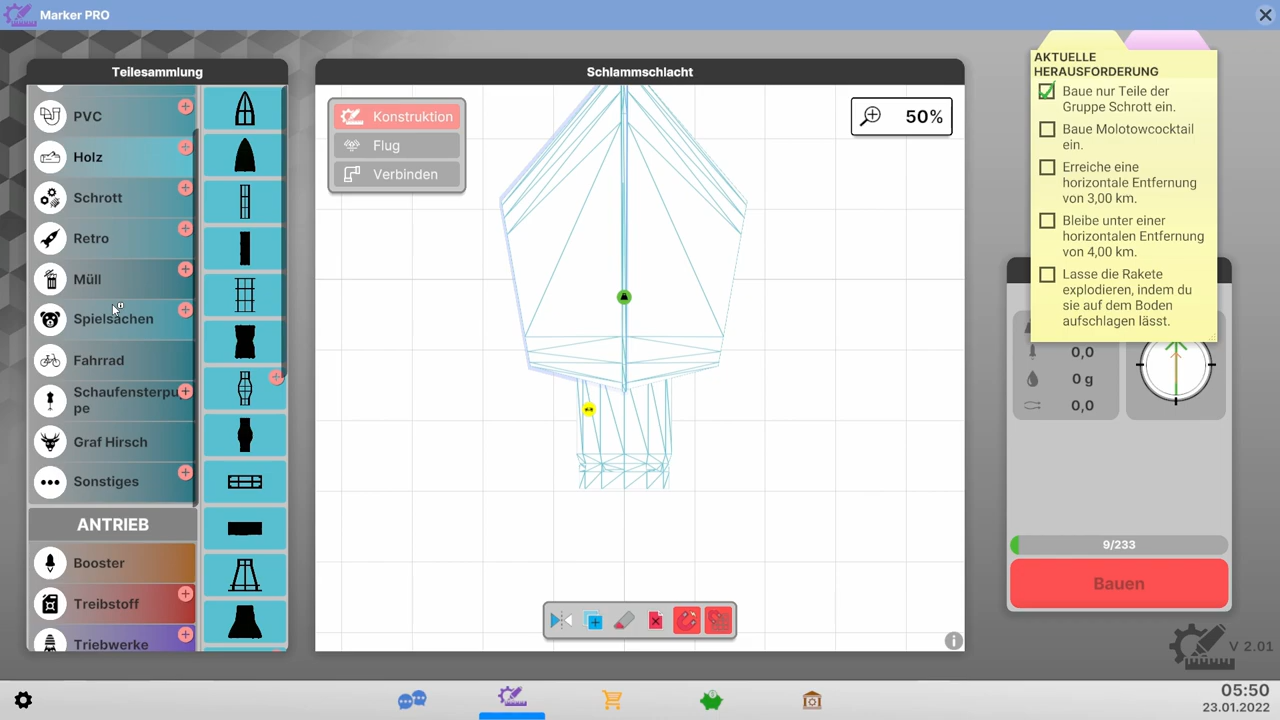 Marker PRO
Teilesammlung
PVC
Holz
Schrott
Retro
Müll
Spielsachen
Fahrrad
Schaufensterpu
ppe
Graf Hirsch
Sonstiges
ANTRIEB
Booster
Treibstoff
Triebwerke
Schlammschlacht
Konstruktion
Flug
Verbinden
50%
AKTUELLE
HERAUSFORDERUNG
Baue nur Teile der
Gruppe Schrott ein.
Baue Molotowcocktail
ein.
Erreiche eine
horizontale Entfernung
von 3,00 km.
Bleibe unter einer
horizontalen Entfernung
von 4,00 km.
Lasse die Rakete
explodieren, indem du
sie auf dem Boden
aufschlagen lässt.
0,0
0 g
0,0
9/233
Bauen
V 2.01
05:50
23.01.2022